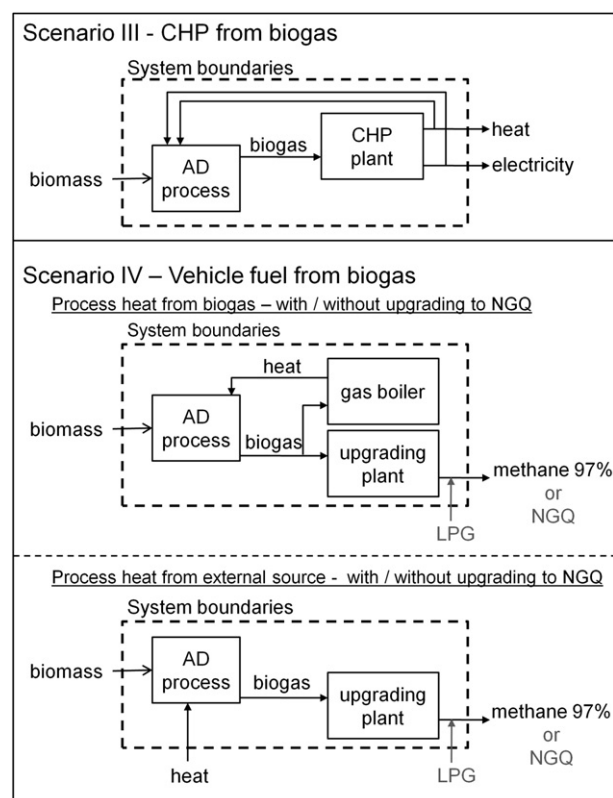 Scenario III - CHP from biogas
System boundaries
biomass
AD
process
biogas
CHP
plant
heat
electricity
Scenario IV – Vehicle fuel from biogas
Process heat from biogas – with / without upgrading to NGQ
System boundaries
heat
gas boiler
biomass
AD
process
biogas
upgrading
plant
methane 97%
or
NGQ
LPG
Process heat from external source - with / without upgrading to NGQ
System boundaries
biomass
AD
process
biogas
upgrading
plant
methane 97%
or
NGQ
heat
LPG